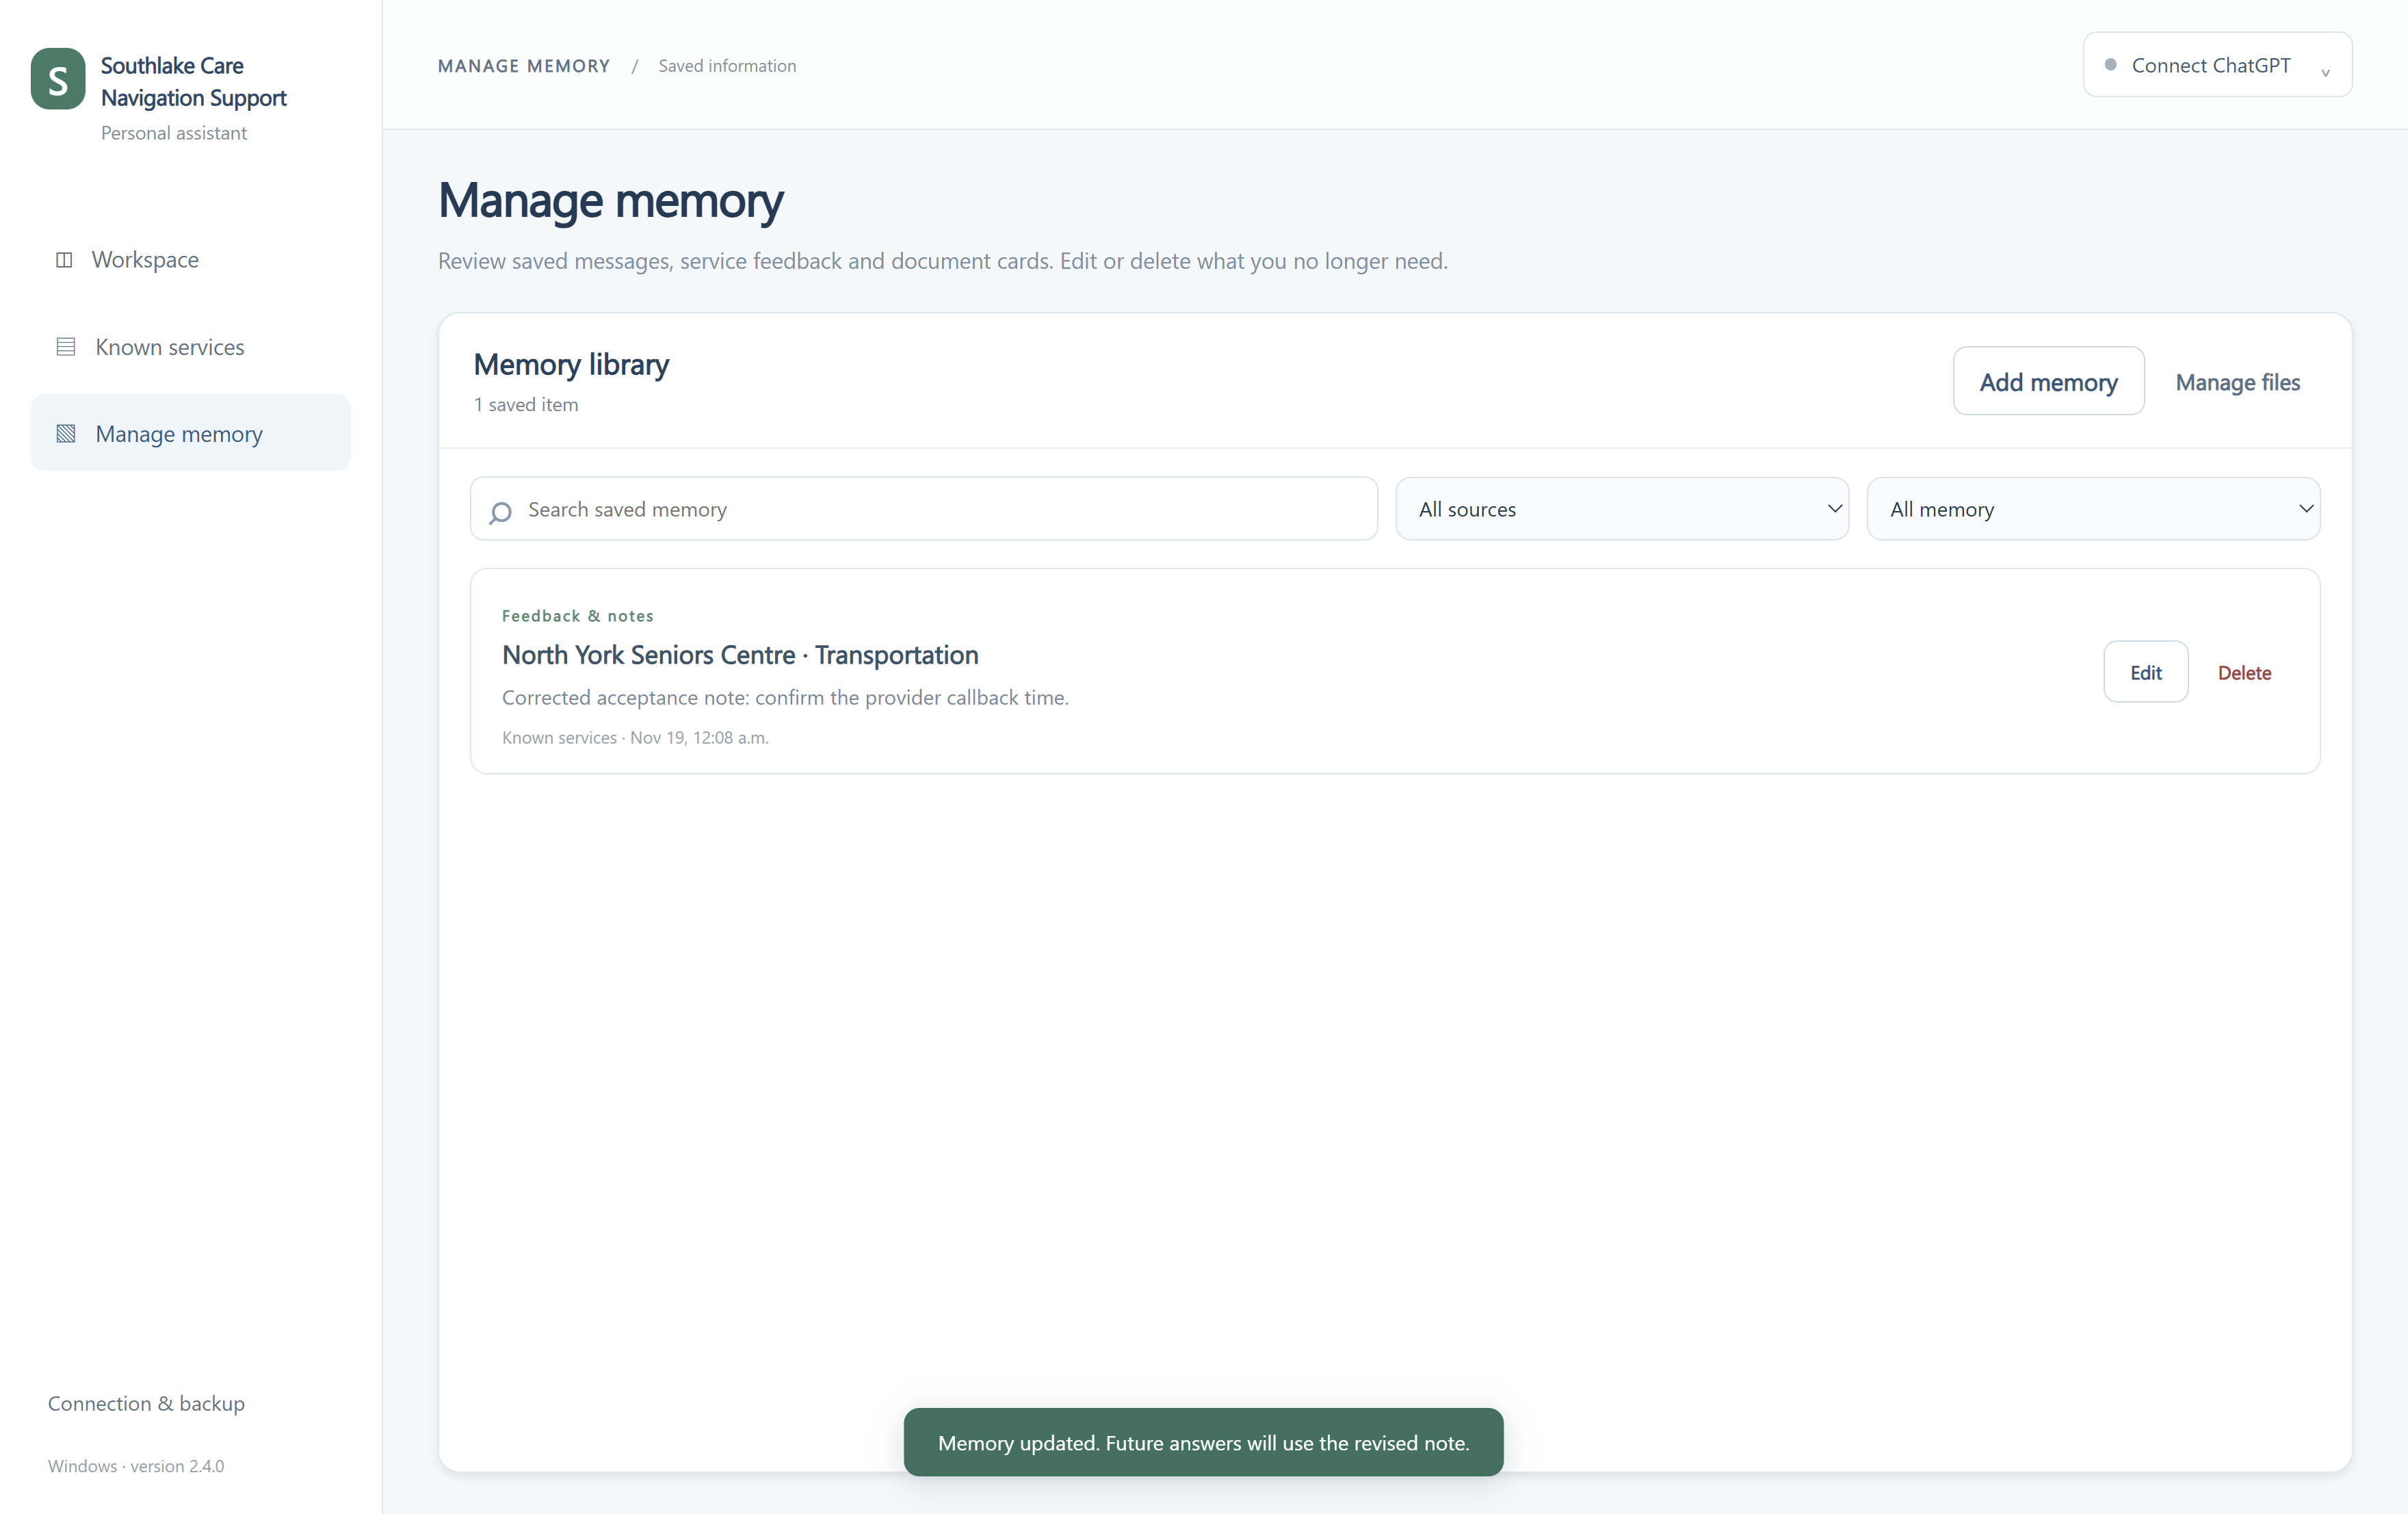 S
Southlake Care
Navigation Support
Personal assistant
Workspace
Known services
Manage memory
Connection & backup
Windows · version 2.4.0
MANAGE MEMORY / Saved information
Connect ChatGPT v
Manage memory
Review saved messages, service feedback and document cards. Edit or delete what you no longer need.
Memory library
1 saved item
Add memory
Manage files
Search saved memory
All sources
All memory
Feedback & notes
North York Seniors Centre · Transportation
Corrected acceptance note: confirm the provider callback time.
Known services · Nov 19, 12:08 a.m.
Edit
Delete
Memory updated. Future answers will use the revised note.